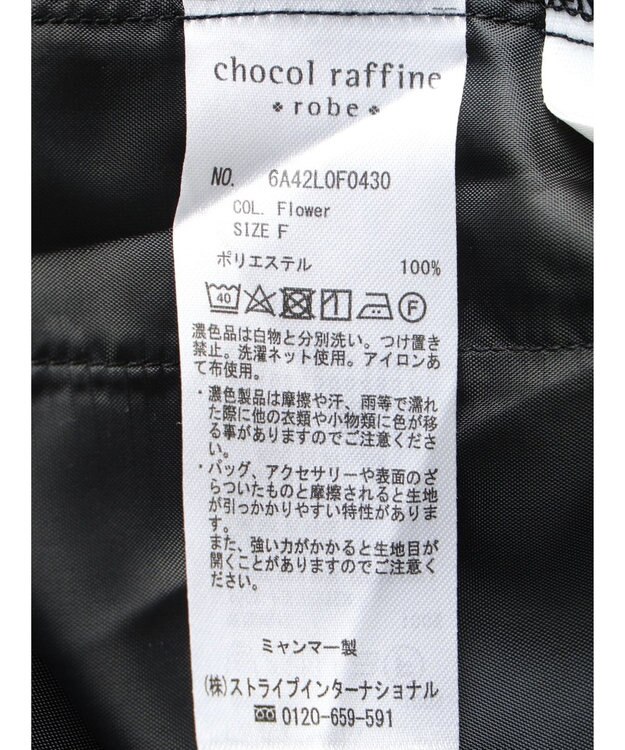 chocol raffine
robe
NO. 6A42L0F0430
COL. Flower
SIZE F
ポリエステル 100%
40 F
濃色品は白物と分別洗い。つけ置き
禁止。洗濯ネット使用。アイロンあ
て布使用。
・濃色製品は摩擦や汗、雨等で濡れ
た際に他の衣類や小物類に色が移
る事がありますのでご注意くださ
い。
・バッグ、アクセサリーや表面のざ
らついたものと摩擦されると生地
が引っかかりやすい特性がありま
す。
また、強い力がかかると生地目が
開くことがありますのでご注意く
ださい。
ミャンマー製
(株)ストライプインターナショナル
0120-659-591